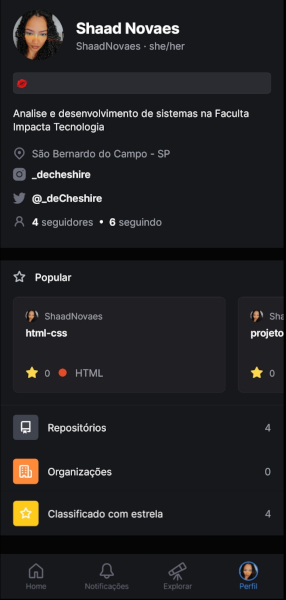 Shaad Novaes
ShaadNovaes · she/her
Analise e desenvolvimento de sistemas na Faculta
Impacta Tecnologia
São Bernardo do Campo - SP
_decheshire
@_deCheshire
4 seguidores • 6 seguindo
Popular
ShaadNovaes
html-css
0 HTML
Sha
projeto
0
Repositórios 4
Organizações 0
Classificado com estrela 4
Home Notificações Explorar Perfil